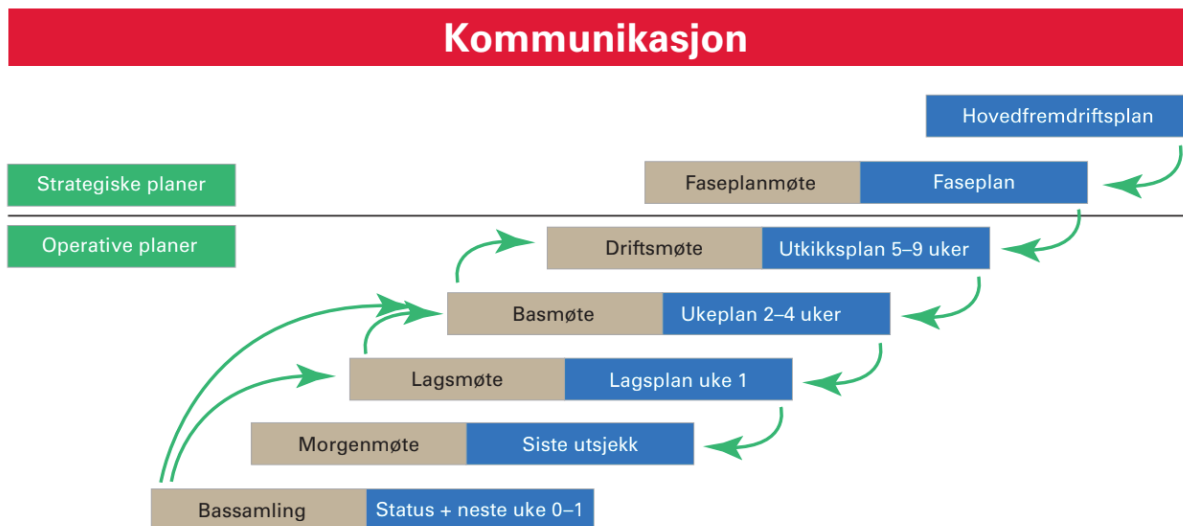 Kommunikasjon
Hovedfremdriftsplan
Strategiske planer
Faseplanmøte
Faseplan
Operative planer
Driftsmøte
Utkikksplan 5–9 uker
Basmøte
Ukeplan 2–4 uker
Lagsmøte
Lagsplan uke 1
Morgenmøte
Siste utsjekk
Bassamling
Status + neste uke 0–1